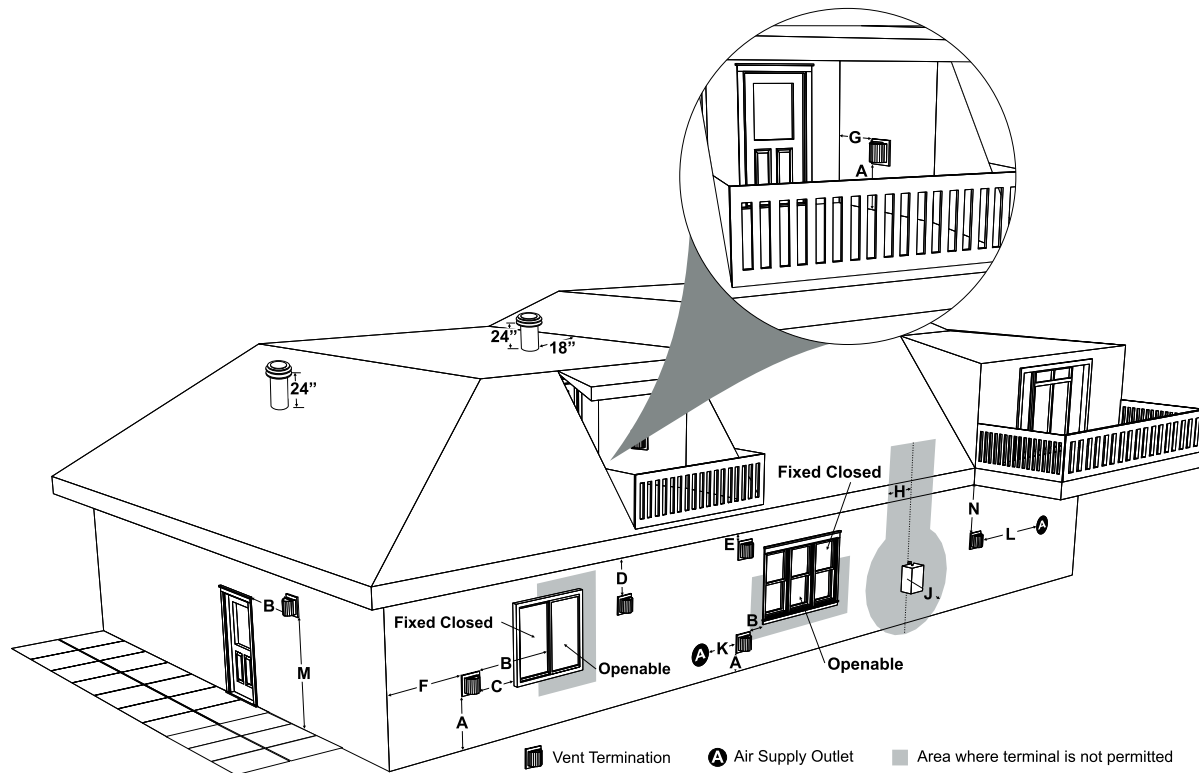 G
A
24”
18”
24”
Fixed Closed
H
N
L
A
E
D
J
B
Fixed Closed
B
Openable
B
K
A
A
Openable
M
F
C
A
Vent Termination
A Air Supply Outlet
Area where terminal is not permitted